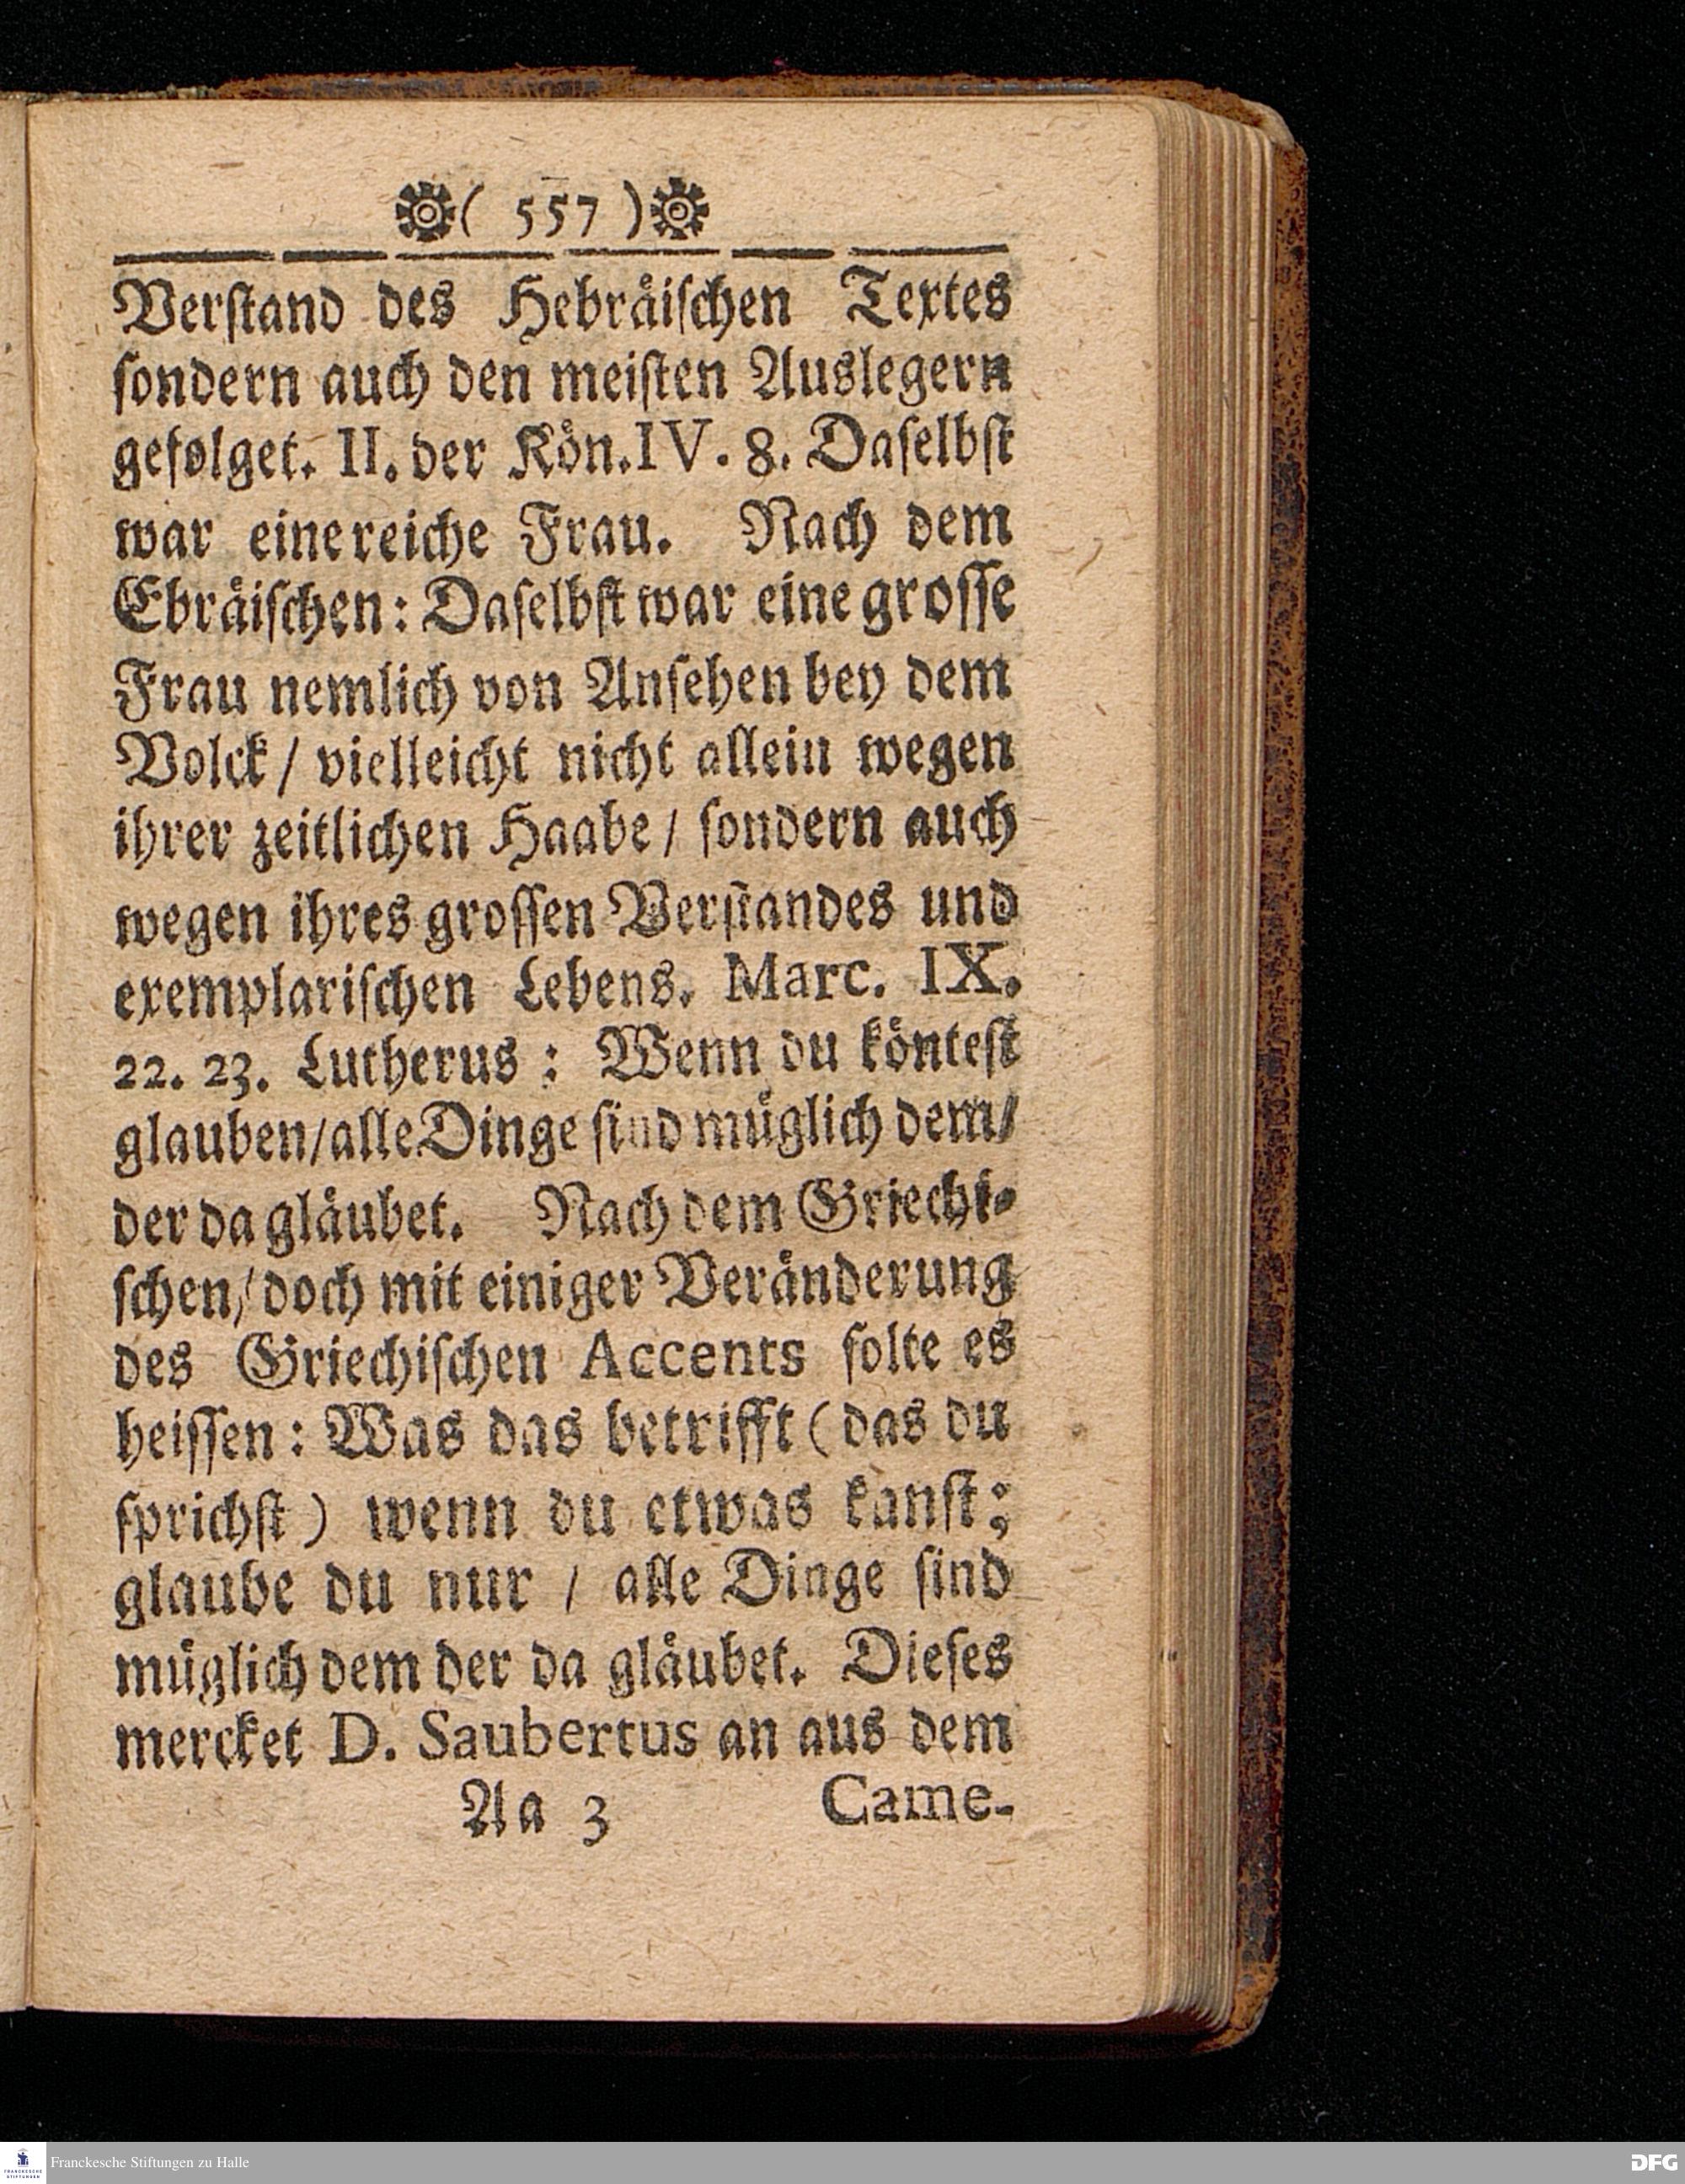 ( 557 )
Verſtand des Hebräiſchen Textes
ſondern auch den meiſten Auslegern
gefolget. II. der Kön. IV. 8. Daſelbſt
war eine reiche Frau. Nach dem
Ebräiſchen: Daſelbſt war eine groſſe
Frau nemlich von Anſehen bey dem
Volck / vielleicht nicht allein wegen
ihrer zeitlichen Haabe / ſondern auch
wegen ihres groſſen Verſtandes und
exemplariſchen Lebens. Marc. IX.
22. 23. Lutherus: Wenn du könteſt
glauben/ alle Dinge ſind müglich dem/
der da gläubet. Nach dem Griechi-
ſchen/ doch mit einiger Veränderung
des Griechiſchen Accents ſolte es
heiſſen: Was das betrifft (das du
ſprichſt) wenn du etwas kanſt;
glaube du nur / alle Dinge ſind
müglich dem der da gläubet. Dieſes
mercket D. Saubertus an aus dem
Aa 3 Came-
FRANCKESCHE STIFTUNGEN
Franckesche Stiftungen zu Halle
DFG